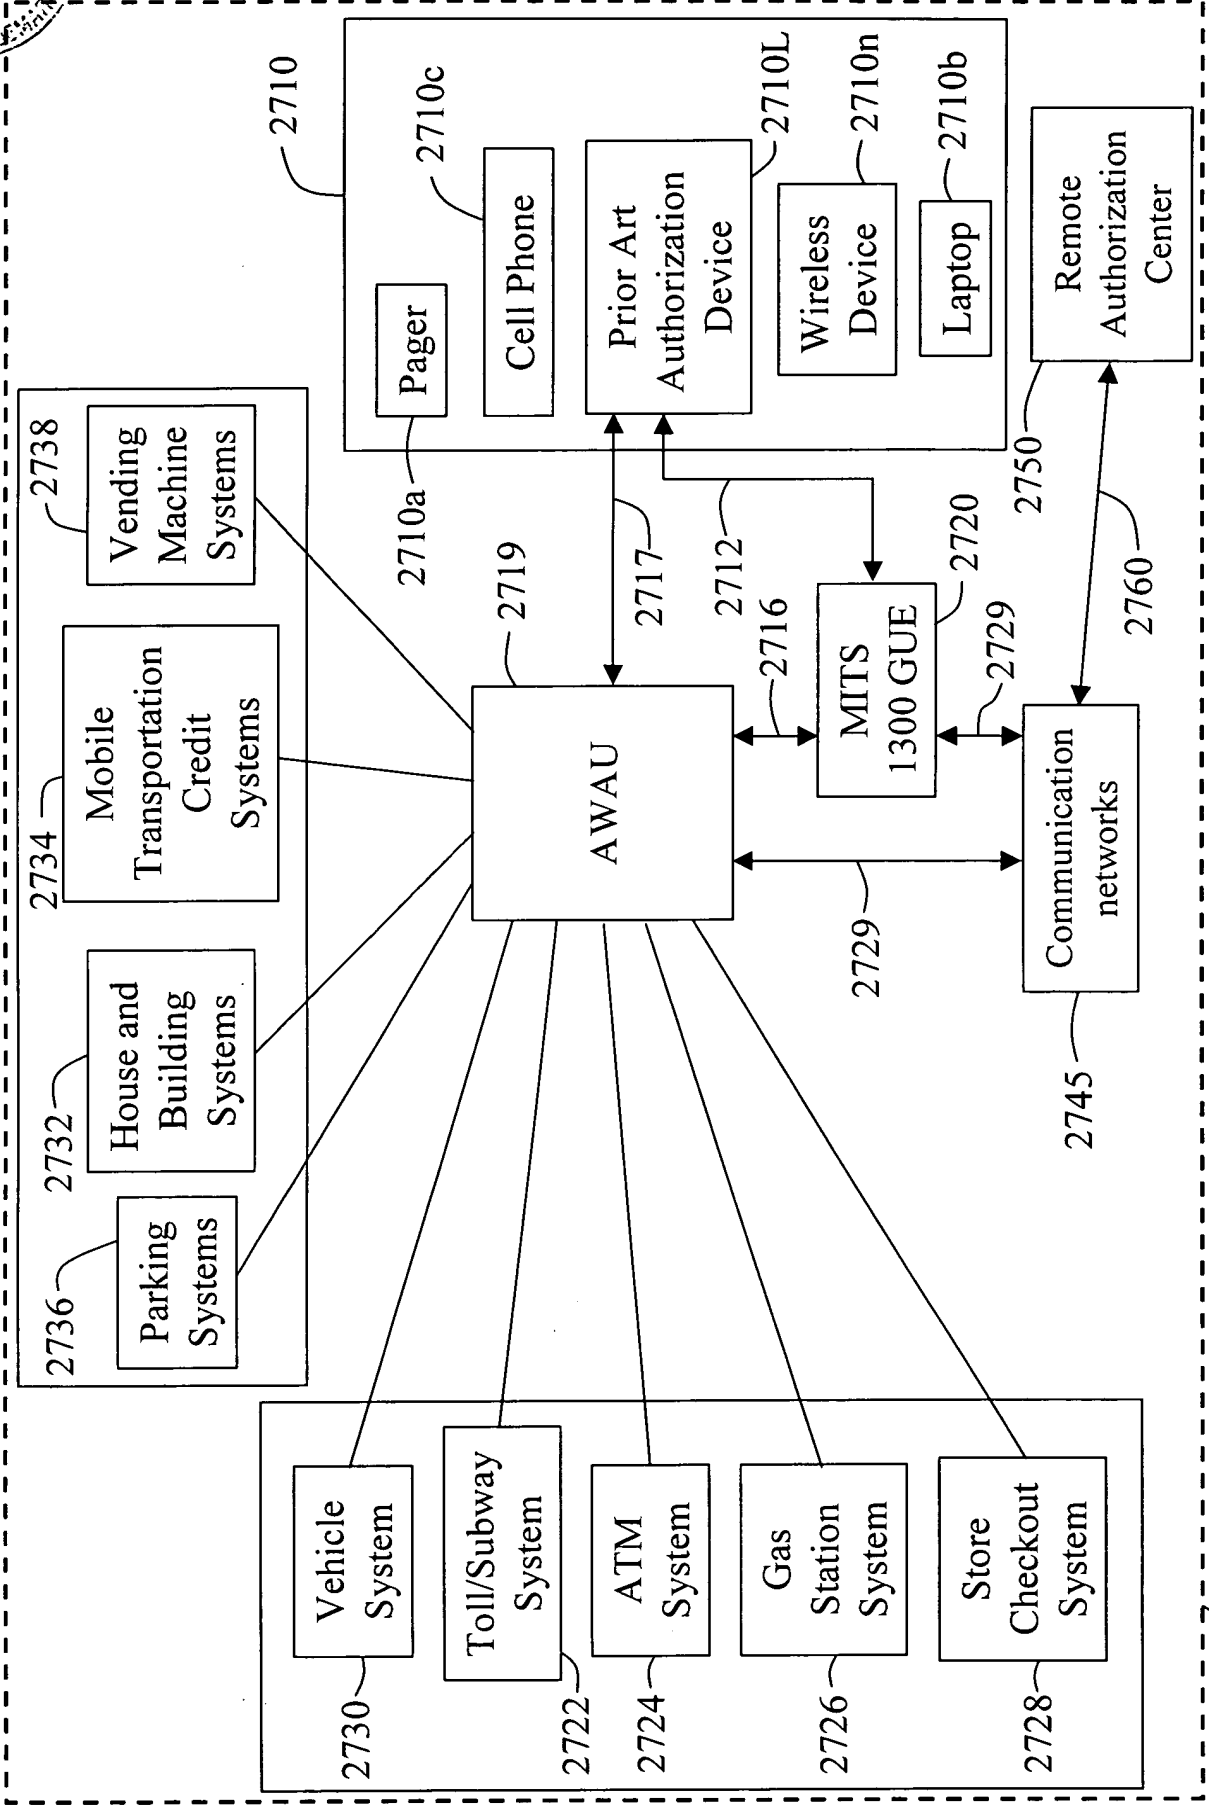 2736
Parking
Systems
2732
House and
Building
Systems
2734
Mobile
Transportation
Credit
Systems
2738
Vending
Machine
Systems
2710
2710a
Pager
2710c
Cell Phone
Prior Art
Authorization
Device
2710L
Wireless
Device
2710n
Laptop
2710b
2730
Vehicle
System
2722
Toll/Subway
System
2724
ATM
System
2726
Gas
Station
System
2728
Store
Checkout
System
AWAU
2719
2717
2712
2716
MITS
1300 GUE
2720
2729
2729
Communication
networks
2745
2760
2750
Remote
Authorization
Center